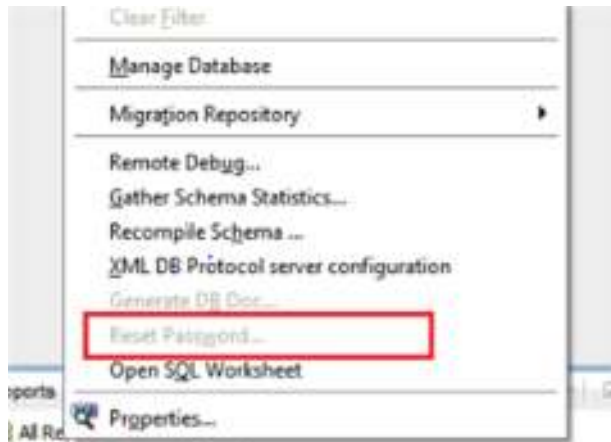 Clear Filter
Manage Database
Migration Repository
Remote Debug...
Gather Schema Statistics...
Recompile Schema ...
XML DB Protocol server configuration
Generate DB Doc...
Reset Password...
Open SQL Worksheet
Properties...
All Re